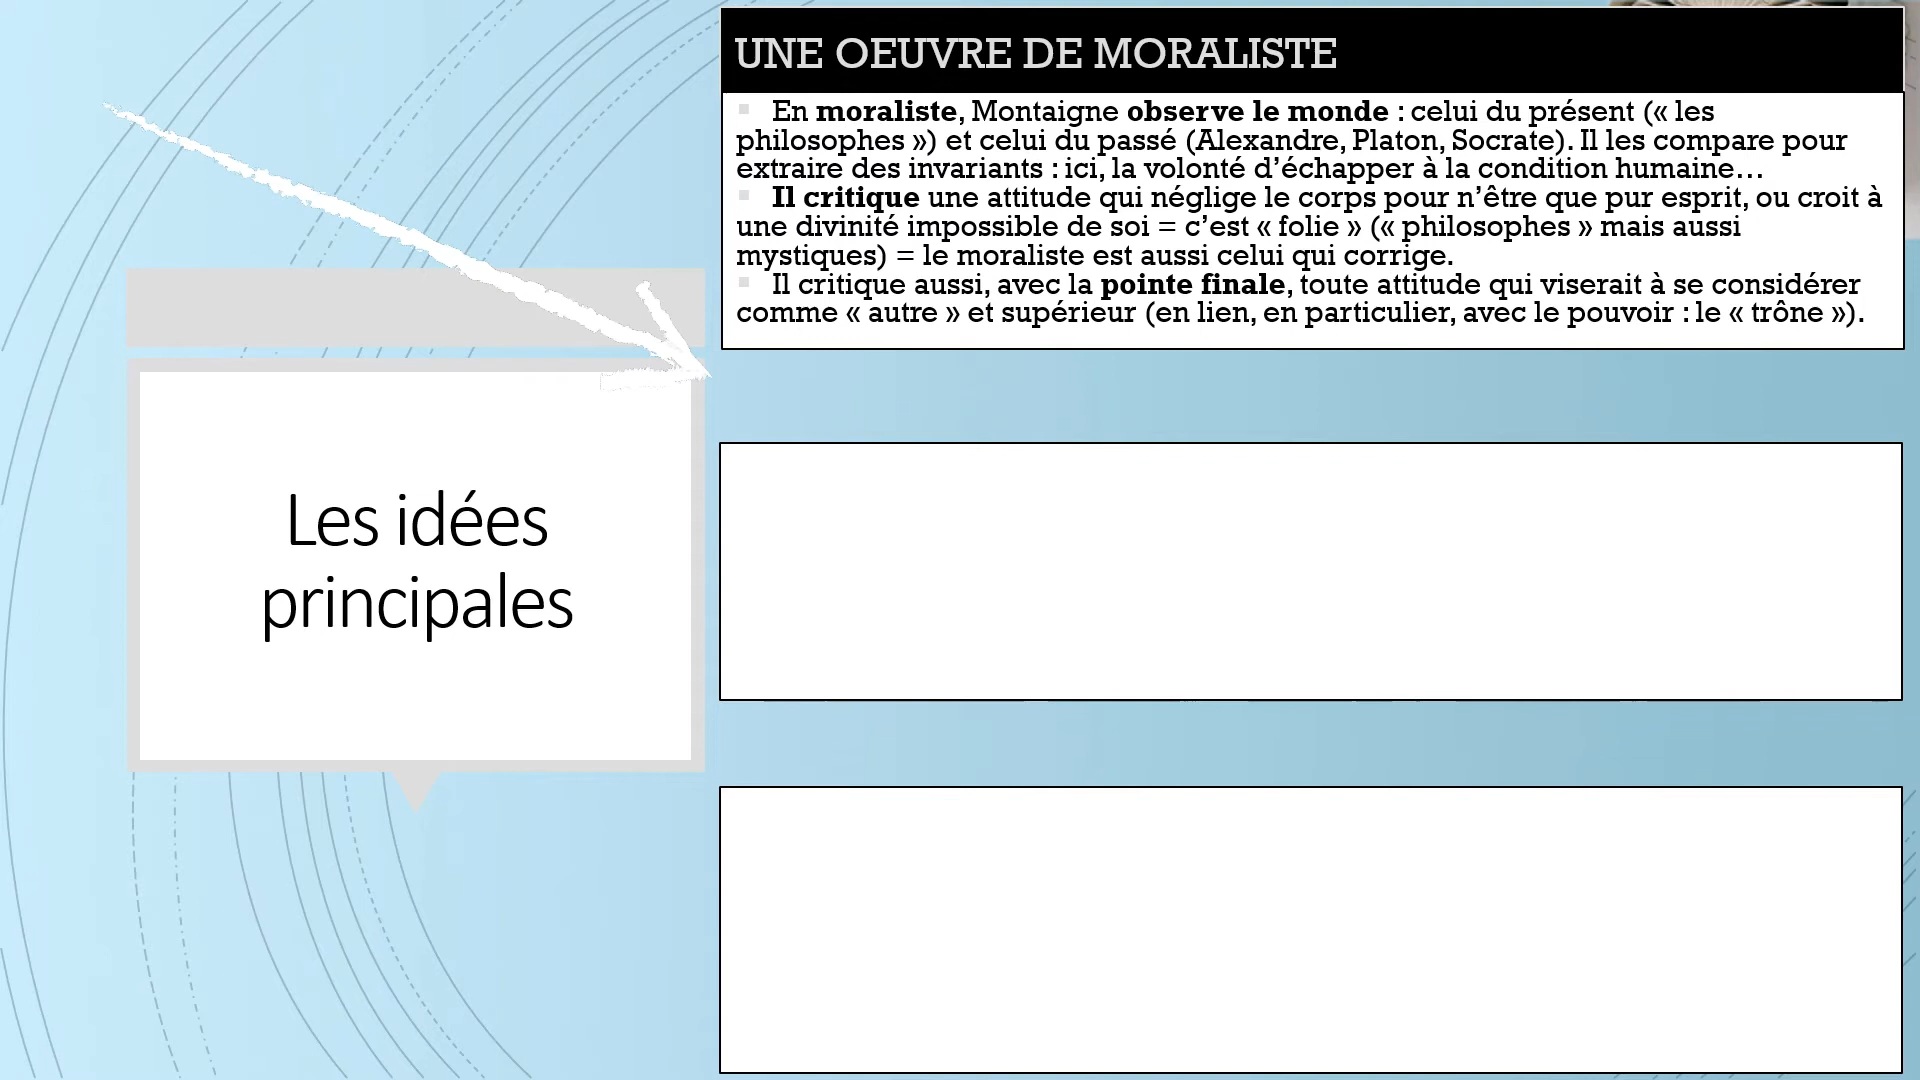 UNE OEUVRE DE MORALISTE
En moraliste, Montaigne observe le monde : celui du présent (« les
philosophes ») et celui du passé (Alexandre, Platon, Socrate). Il les compare pour
extraire des invariants : ici, la volonté d’échapper à la condition humaine…
Il critique une attitude qui néglige le corps pour n’être que pur esprit, ou croit à
une divinité impossible de soi = c’est « folie » (« philosophes » mais aussi
mystiques) = le moraliste est aussi celui qui corrige.
Il critique aussi, avec la pointe finale, toute attitude qui viserait à se considérer
comme « autre » et supérieur (en lien, en particulier, avec le pouvoir : le « trône »).
Les idées
principales